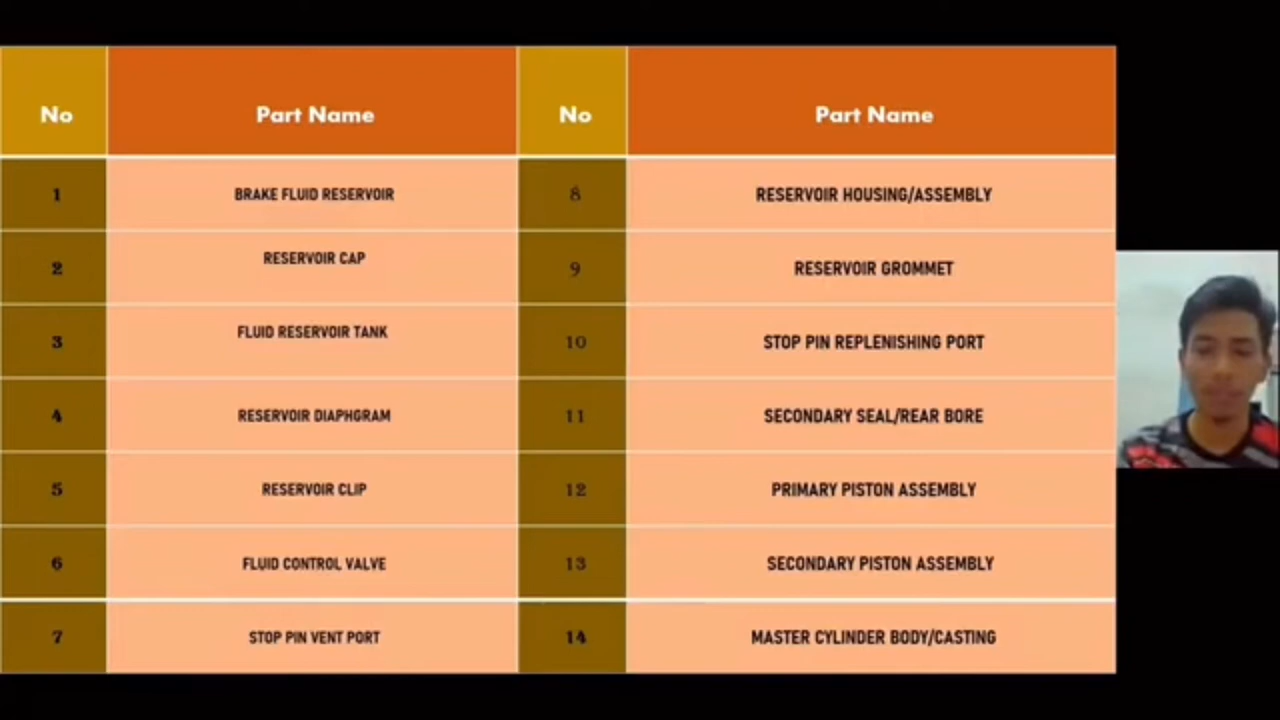 No Part Name No Part Name
1 BRAKE FLUID RESERVOIR 8 RESERVOIR HOUSING/ASSEMBLY
2 RESERVOIR CAP 9 RESERVOIR GROMMET
3 FLUID RESERVOIR TANK 10 STOP PIN REPLENISHING PORT
4 RESERVOIR DIAPHGRAM 11 SECONDARY SEAL/REAR BORE
5 RESERVOIR CLIP 12 PRIMARY PISTON ASSEMBLY
6 FLUID CONTROL VALVE 13 SECONDARY PISTON ASSEMBLY
7 STOP PIN VENT PORT 14 MASTER CYLINDER BODY/CASTING